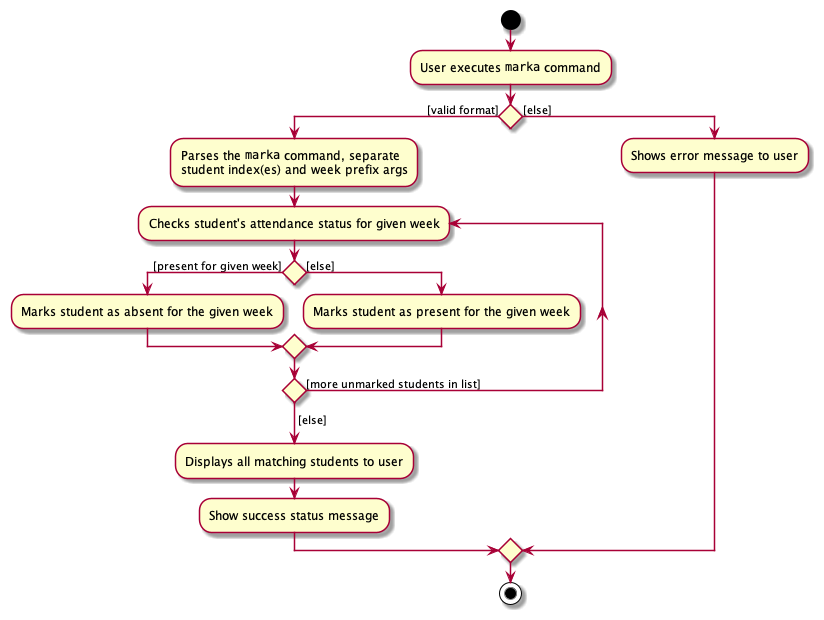 User executes marka command
[valid format]
[else]
Parses the marka command, separate
student index(es) and week prefix args
Shows error message to user
Checks student's attendance status for given week
[present for given week]
[else]
Marks student as absent for the given week
Marks student as present for the given week
[more unmarked students in list]
[else]
Displays all matching students to user
Show success status message